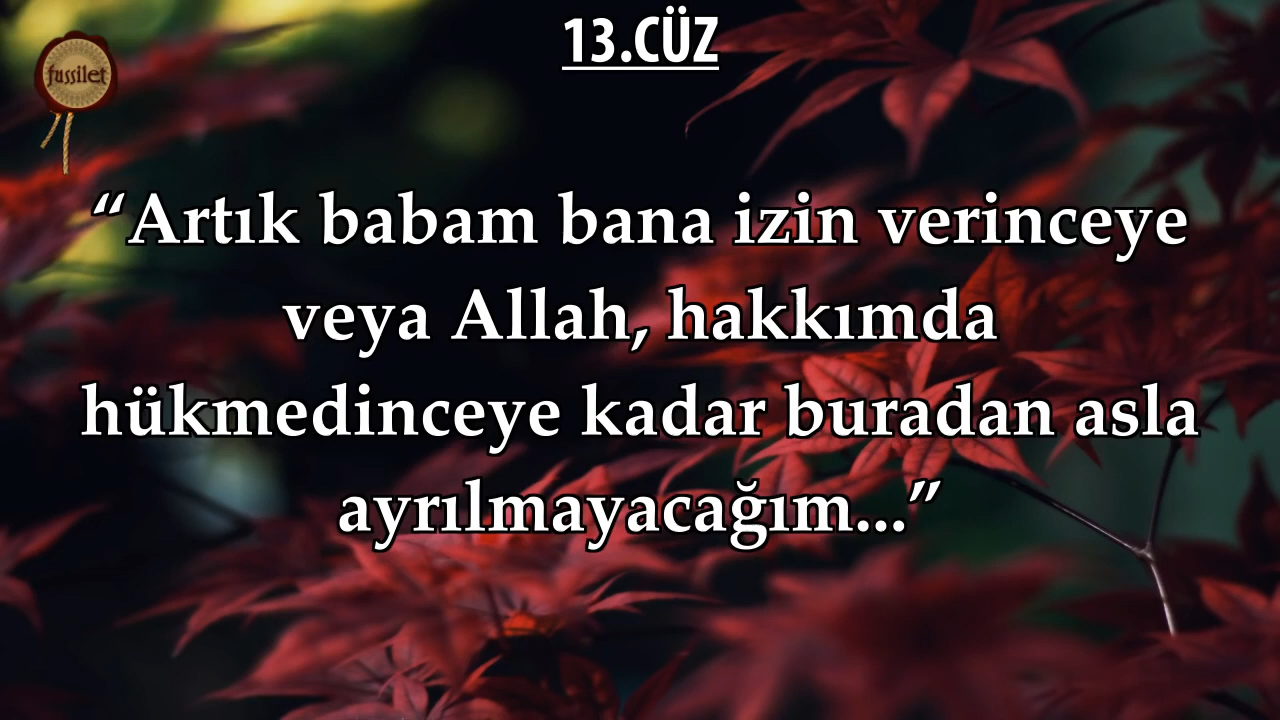 13.CÜZ
fussilet
“Artık babam bana izin verinceye
veya Allah, hakkımda
hükmedinceye kadar buradan asla
ayrılmayacağım...”